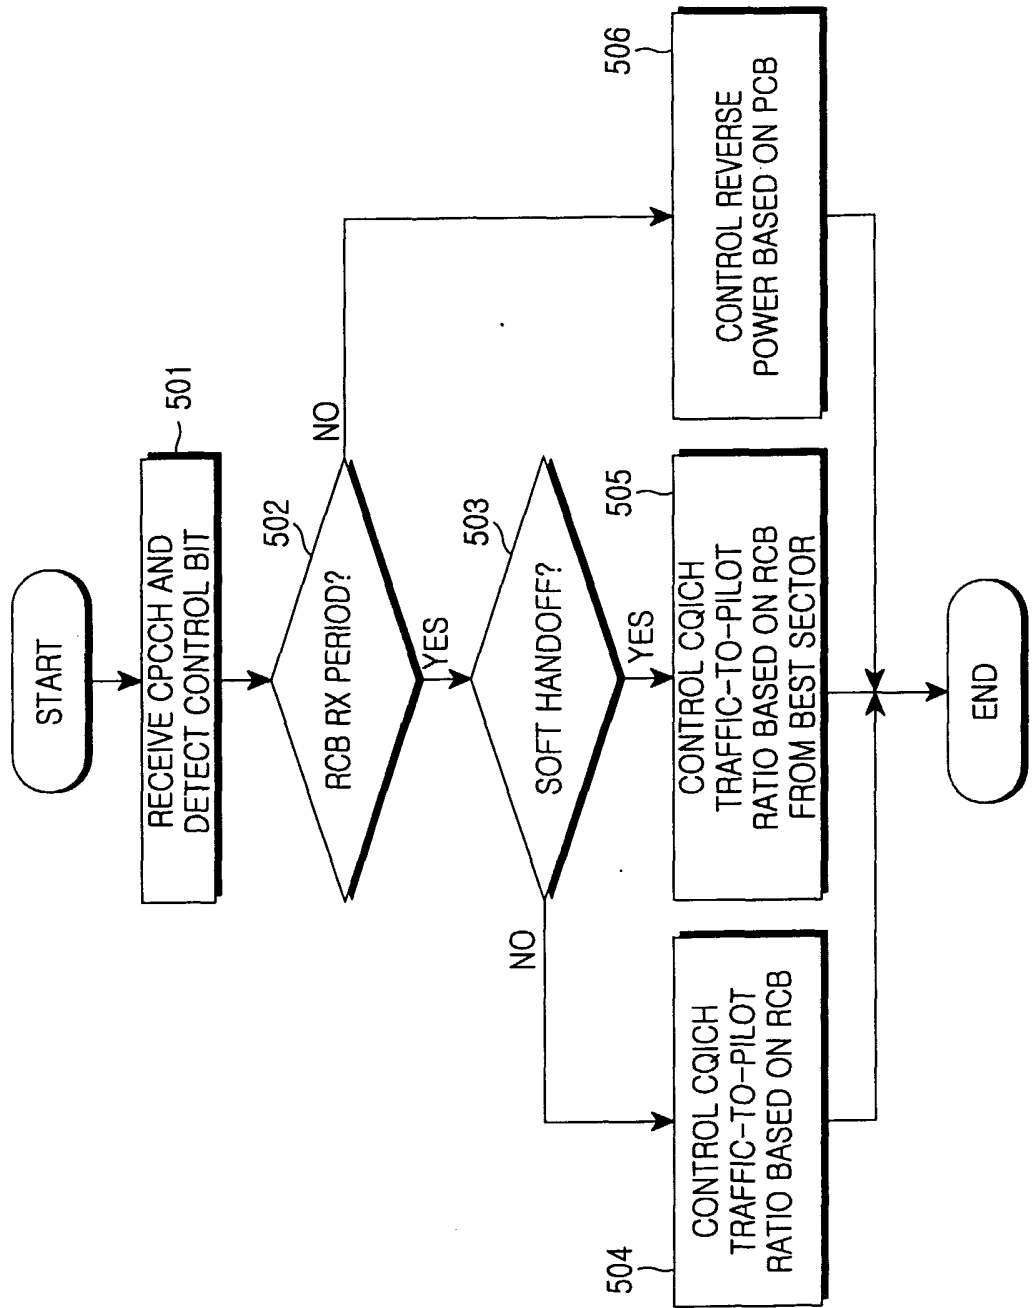 START
RECEIVE CPCCH AND
DETECT CONTROL BIT
501
RCB RX PERIOD?
502
NO
YES
SOFT HANDOFF?
503
NO
YES
CONTROL CQICH
TRAFFIC-TO-PILOT
RATIO BASED ON RCB
504
CONTROL CQICH
TRAFFIC-TO-PILOT
RATIO BASED ON RCB
FROM BEST SECTOR
505
CONTROL REVERSE
POWER BASED ON PCB
506
END